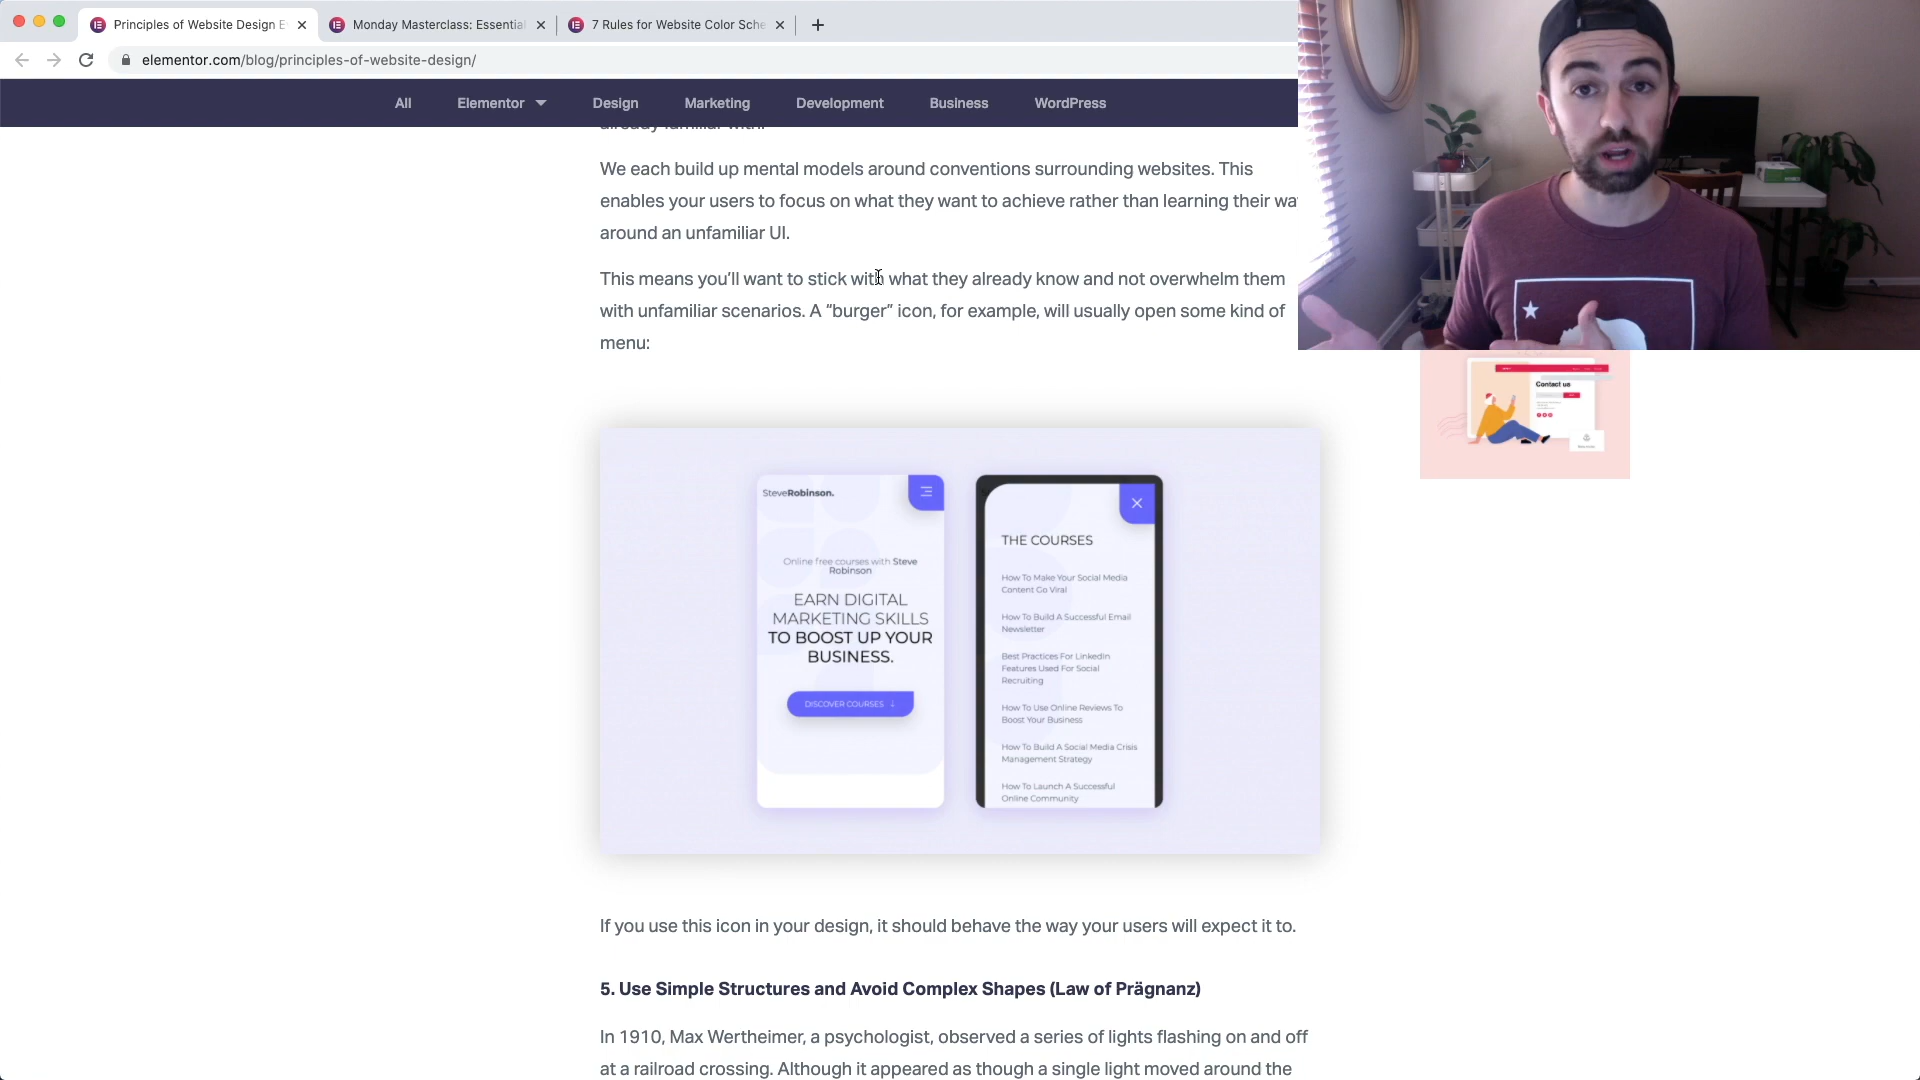 Principles of Website Design E
Monday Masterclass: Essential
7 Rules for Website Color Sche
elementor.com/blog/principles-of-website-design/
All
Elementor
Design
Marketing
Development
Business
WordPress
already familiar with.
We each build up mental models around conventions surrounding websites. This
enables your users to focus on what they want to achieve rather than learning their wa
around an unfamiliar UI.
This means you’ll want to stick with what they already know and not overwhelm them
with unfamiliar scenarios. A “burger” icon, for example, will usually open some kind of
menu:
Contact us
SteveRobinson.
Online free courses with Steve
Robinson
EARN DIGITAL
MARKETING SKILLS
TO BOOST UP YOUR
BUSINESS.
DISCOVER COURSES ↓
THE COURSES
How To Make Your Social Media
Content Go Viral
How To Build A Successful Email
Newsletter
Best Practices For LinkedIn
Features Used For Social
Recruiting
How To Use Online Reviews To
Boost Your Business
How To Build A Social Media Crisis
Management Strategy
How To Launch A Successful
Online Community
If you use this icon in your design, it should behave the way your users will expect it to.
5. Use Simple Structures and Avoid Complex Shapes (Law of Prägnanz)
In 1910, Max Wertheimer, a psychologist, observed a series of lights flashing on and off
at a railroad crossing. Although it appeared as though a single light moved around the